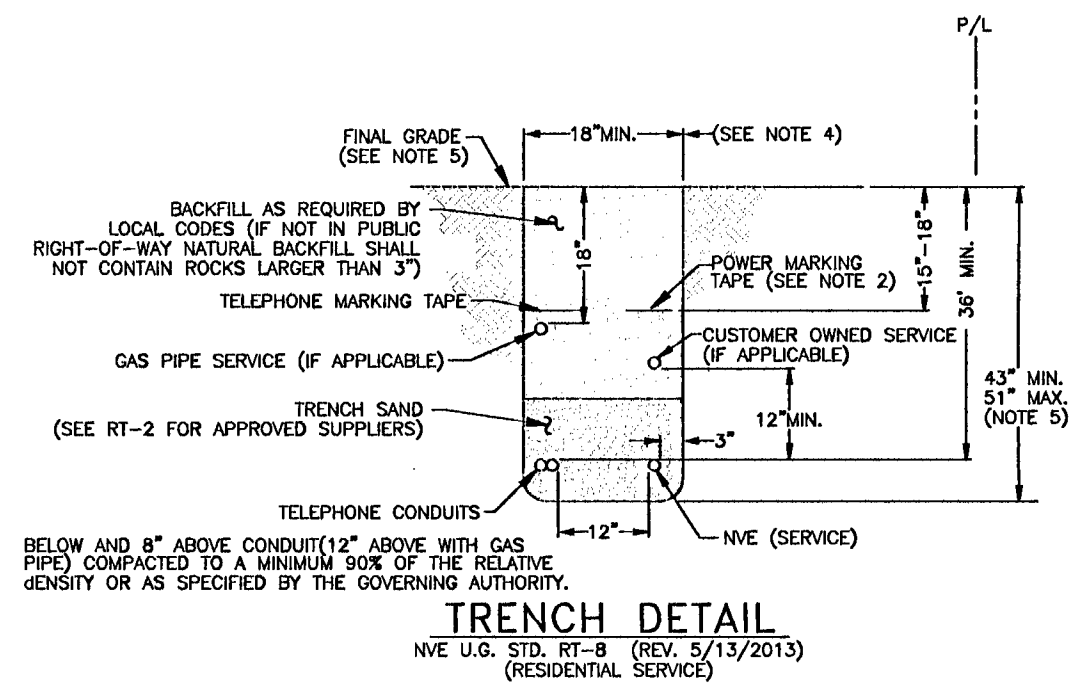 P/L
18"MIN.
(SEE NOTE 4)
FINAL GRADE
(SEE NOTE 5)
BACKFILL AS REQUIRED BY
LOCAL CODES (IF NOT IN PUBLIC
RIGHT-OF-WAY NATURAL BACKFILL SHALL
NOT CONTAIN ROCKS LARGER THAN 3")
18"
15"-18"
36' MIN.
POWER MARKING
TAPE (SEE NOTE 2)
TELEPHONE MARKING TAPE
CUSTOMER OWNED SERVICE
(IF APPLICABLE)
GAS PIPE SERVICE (IF APPLICABLE)
43" MIN.
51" MAX.
(NOTE 5)
TRENCH SAND
(SEE RT-2 FOR APPROVED SUPPLIERS)
12"MIN.
3"
TELEPHONE CONDUITS
12"
NVE (SERVICE)
BELOW AND 8" ABOVE CONDUIT(12" ABOVE WITH GAS
PIPE) COMPACTED TO A MINIMUM 90% OF THE RELATIVE
dENSITY OR AS SPECIFIED BY THE GOVERNING AUTHORITY.
TRENCH DETAIL
NVE U.G. STD. RT-8 (REV. 5/13/2013)
(RESIDENTIAL SERVICE)